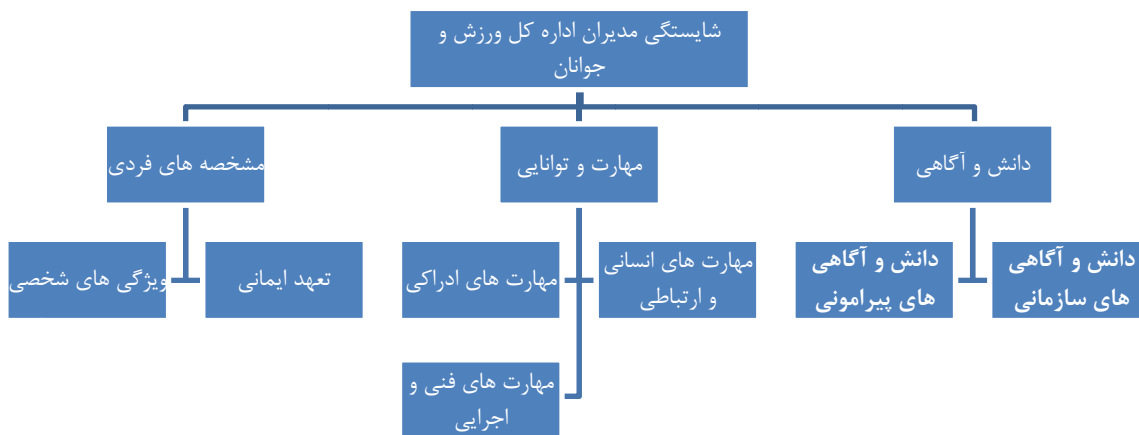 شایستگی مدیران اداره کل ورزش و
جوانان
دانش و آگاهی
مهارت و توانایی
مشخصه های فردی
دانش و آگاهی
های سازمانی
دانش و آگاهی
های پیرامونی
مهارت های انسانی
و ارتباطی
مهارت های ادراکی
تعهد ایمانی
ویژگی های شخصی
مهارت های فنی و
اجرایی